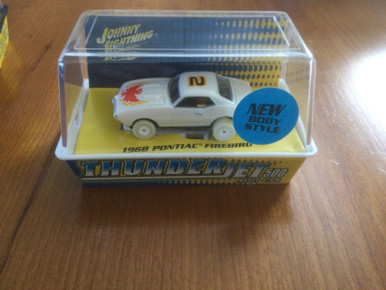 JOHNNY
LIGHTNING
2
NEW
BODY
STYLE
1968 PONTIAC FIREBIRD
THUNDERJET 500